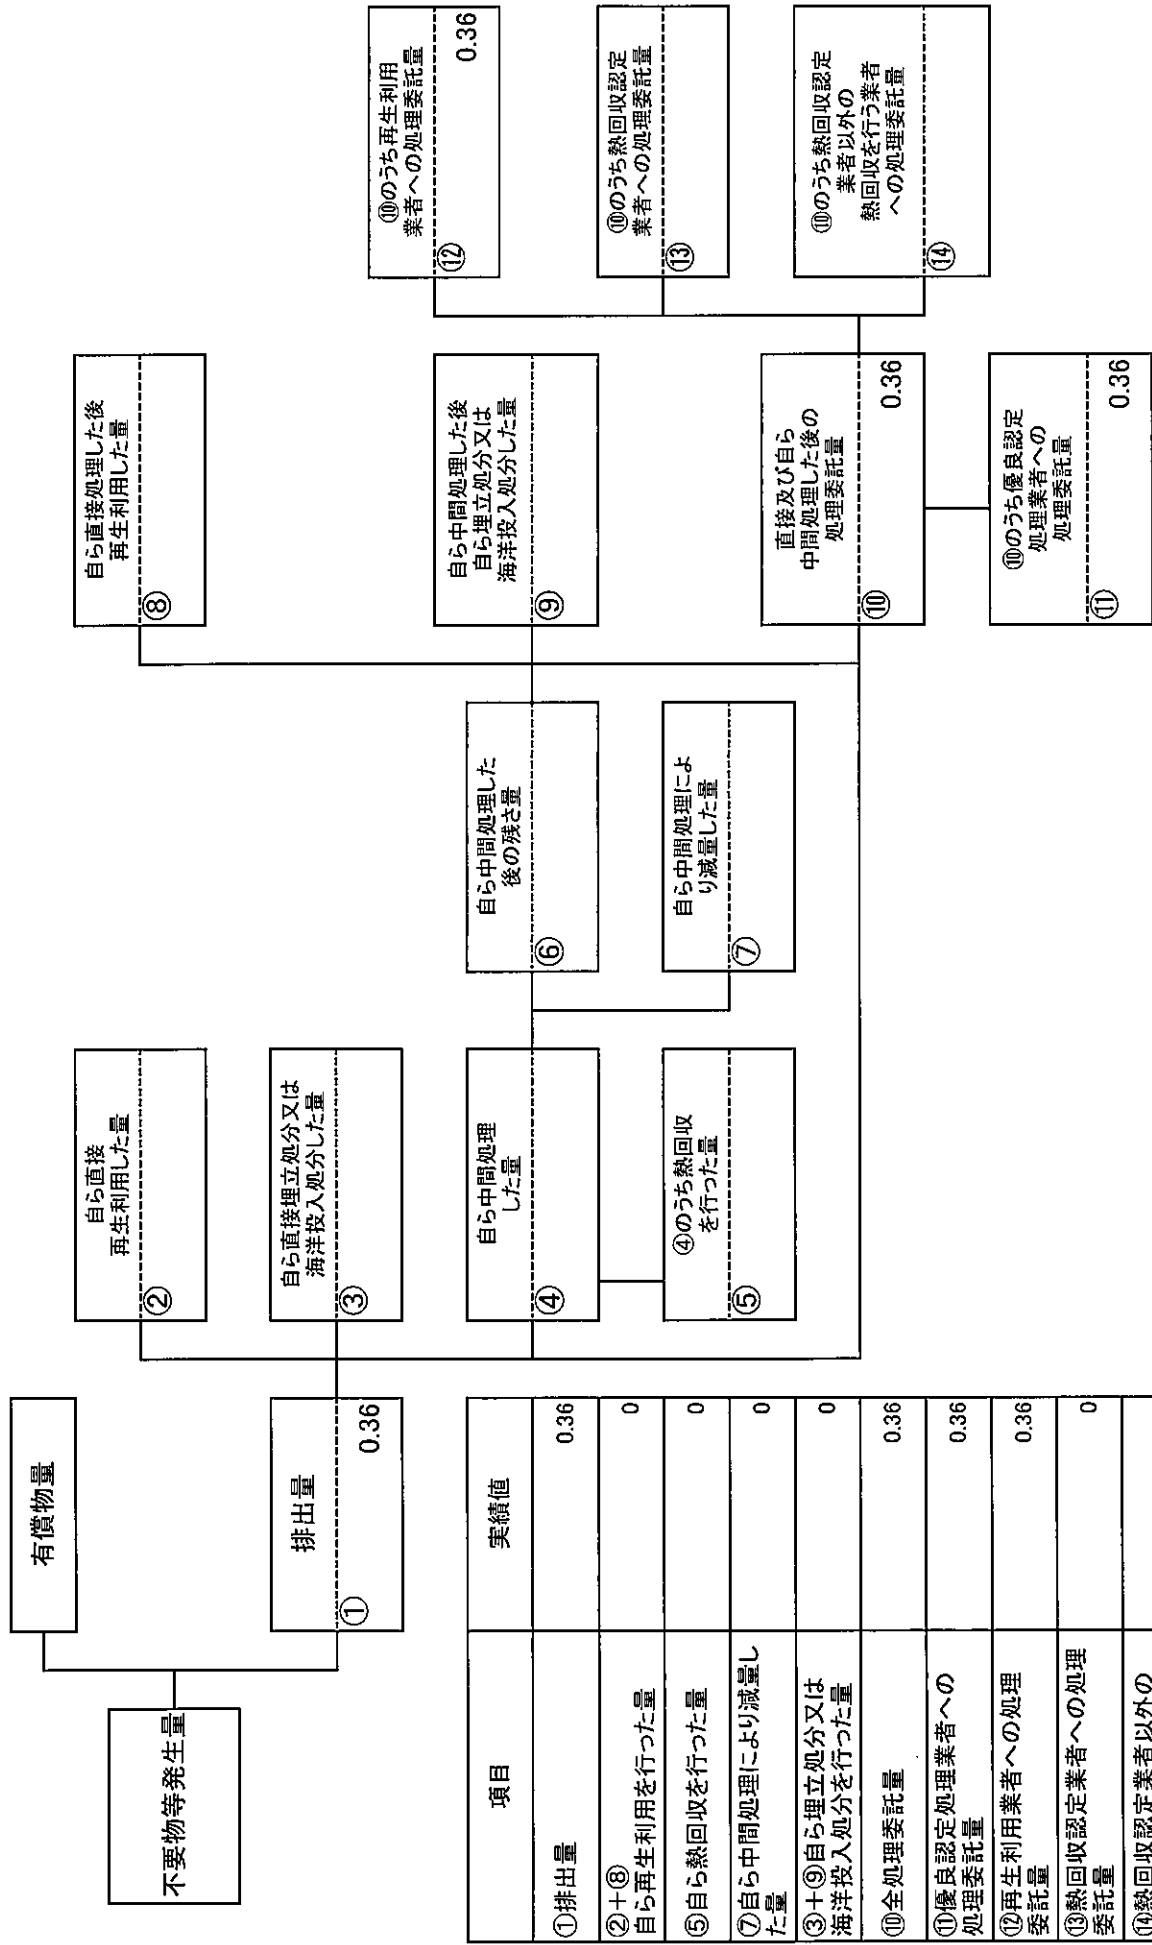 不要物等発生量
有償物量
排出量
①
0.36
自ら直接
再生利用した量
②
自ら直接埋立処分又は
海洋投入処分した量
③
自ら中間処理
した量
④
④のうち熱回収
を行った量
⑤
自ら中間処理した
後の残さ量
⑥
自ら中間処理によ
り減量した量
⑦
自ら直接処理した後
再生利用した量
⑧
自ら中間処理した後
自ら埋立処分又は
海洋投入処分した量
⑨
直接及び自ら
中間処理した後の
処理委託量
⑩
0.36
⑩のうち優良認定
処理業者への
処理委託量
⑪
0.36
⑩のうち再生利用
業者への処理委託量
⑫
0.36
⑩のうち熱回収認定
業者への処理委託量
⑬
⑩のうち熱回収認定
業者以外の
熱回収を行う業者
への処理委託量
⑭
項目 実績値
①排出量 0.36
②+⑧ 0
自ら再生利用を行った量
⑤自ら熱回収を行った量 0
⑦自ら中間処理により減量し 0
た量
③+⑨自ら埋立処分又は 0
海洋投入処分を行った量
⑩全処理委託量 0.36
⑪優良認定処理業者への 0.36
処理委託量
⑫再生利用業者への処理 0.36
委託量
⑬熱回収認定業者への処理 0
委託量
⑭熱回収認定業者以外の